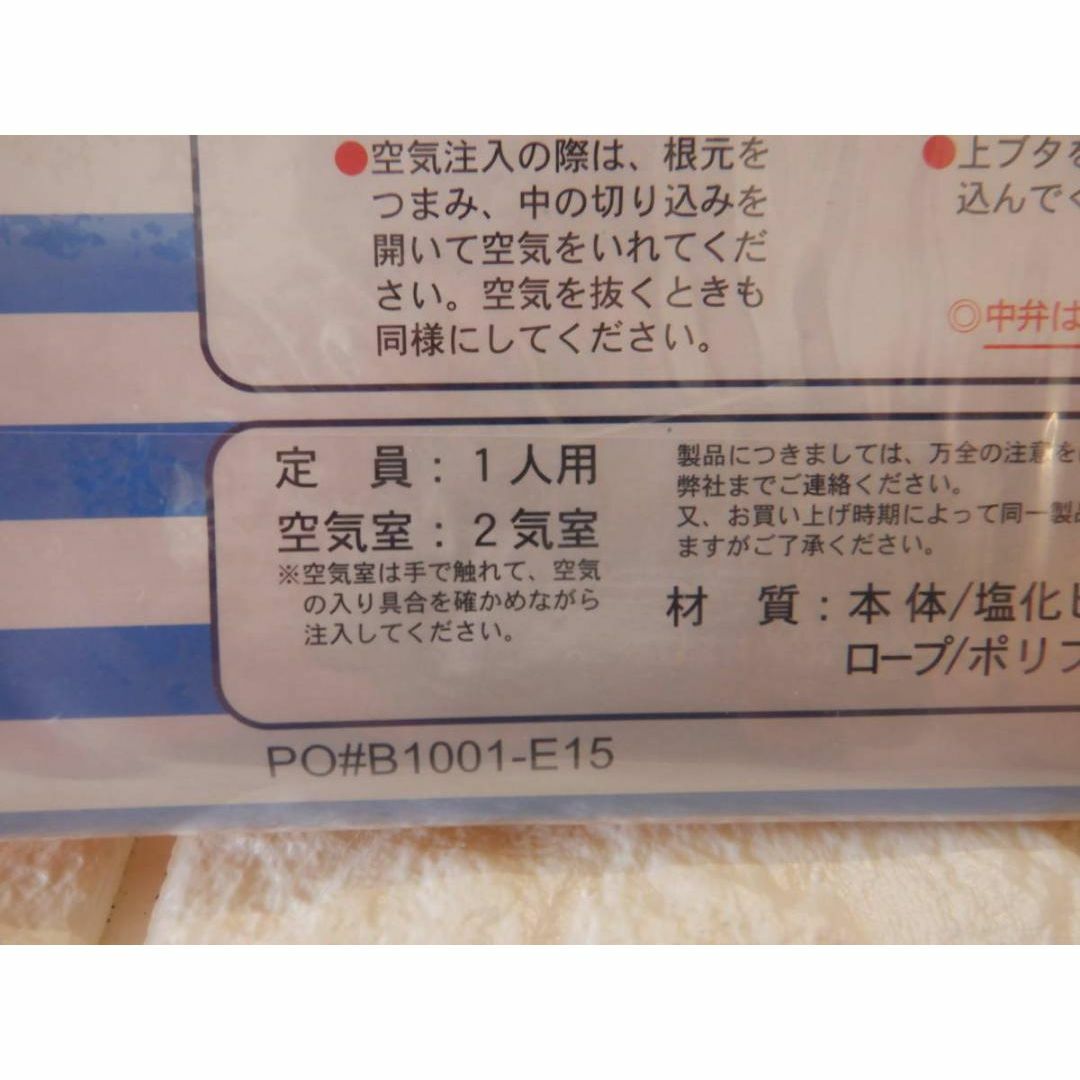 ●空気注入の際は、根元を
つまみ、中の切り込みを
開いて空気をいれてくだ
さい。空気を抜くときも
同様にしてください。
●上ブタを
込んでく
◎中弁は
定　員：1人用
空気室：2気室
※空気室は手で触れて、空気
の入り具合を確かめながら
注入してください。
製品につきましては、万全の注意を
弊社までご連絡ください。
又、お買い上げ時期によって同一製品
ますがご了承ください。
材　質：本体/塩化ビ
ロープ/ポリプ
PO#B1001-E15